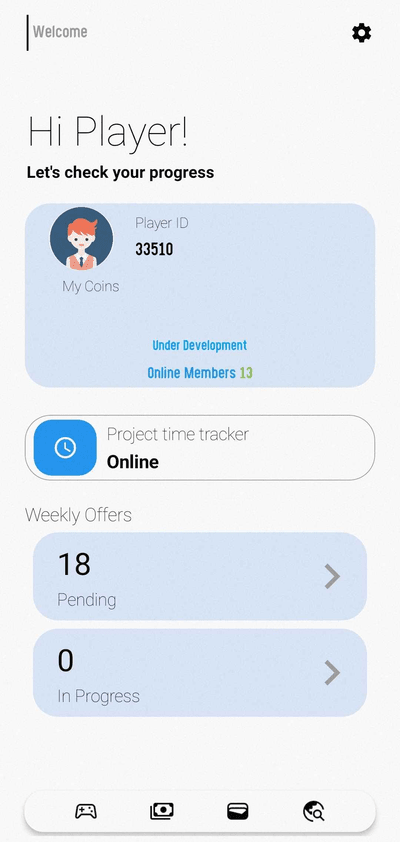 Welcome
Hi Player!
Let's check your progress
Player ID
33510
My Coins
Under Development
Online Members 13
Project time tracker
Online
Weekly Offers
18
Pending
0
In Progress